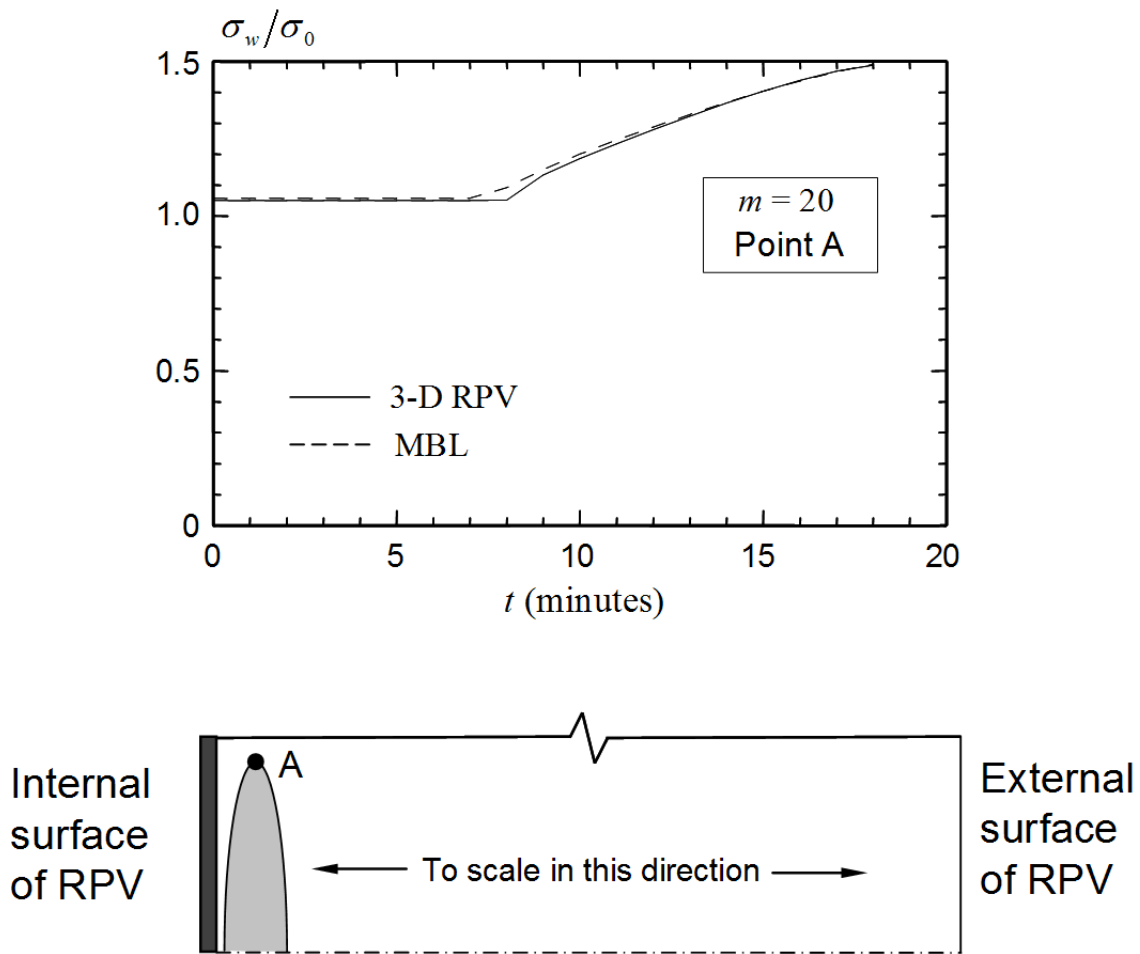 σw/σ0
1.5
1.0
0.5
0
m = 20
Point A
3-D RPV
MBL
0 5 10 15 20
t (minutes)
A
Internal
surface
of RPV
To scale in this direction
External
surface
of RPV